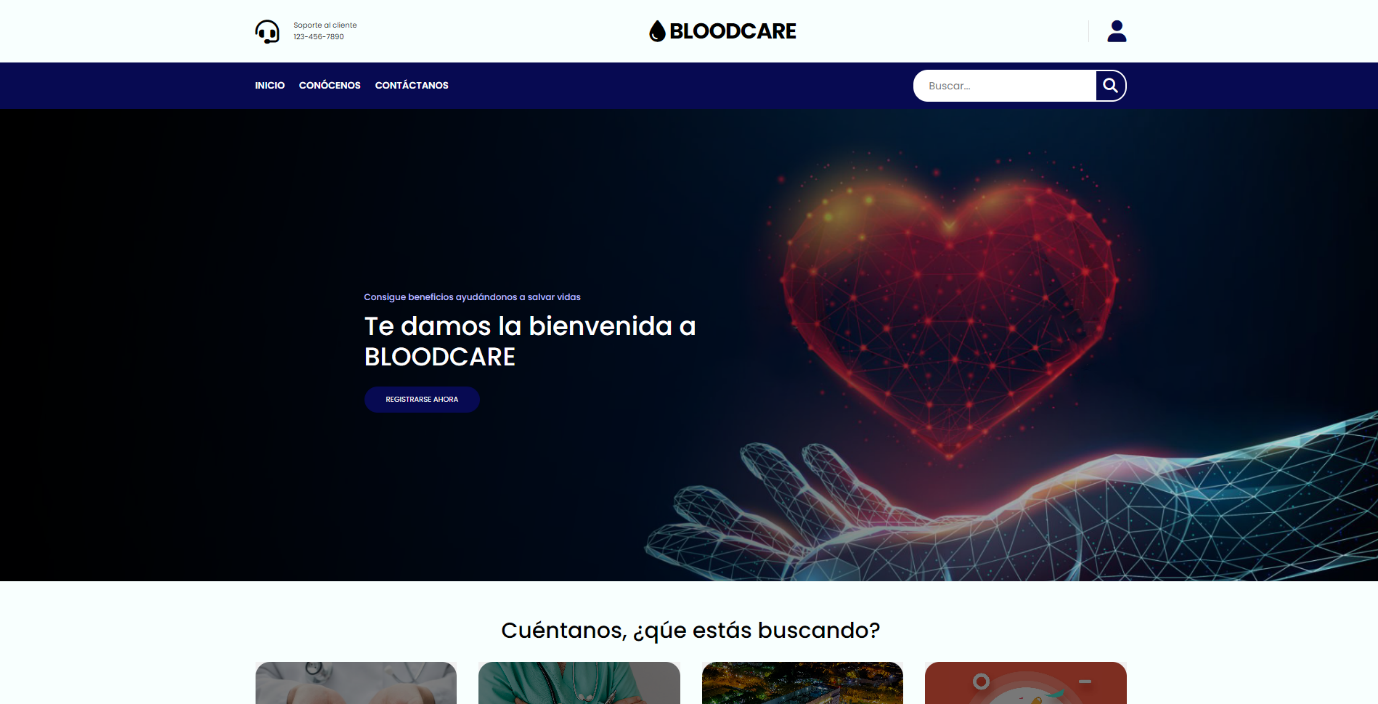 Soporte al cliente
123-456-7890
BLOODCARE
INICIO CONÓCENOS CONTÁCTANOS
Buscar...
Consigue beneficios ayudándonos a salvar vidas
Te damos la bienvenida a
BLOODCARE
REGISTRARSE AHORA
Cuéntanos, ¿qúe estás buscando?